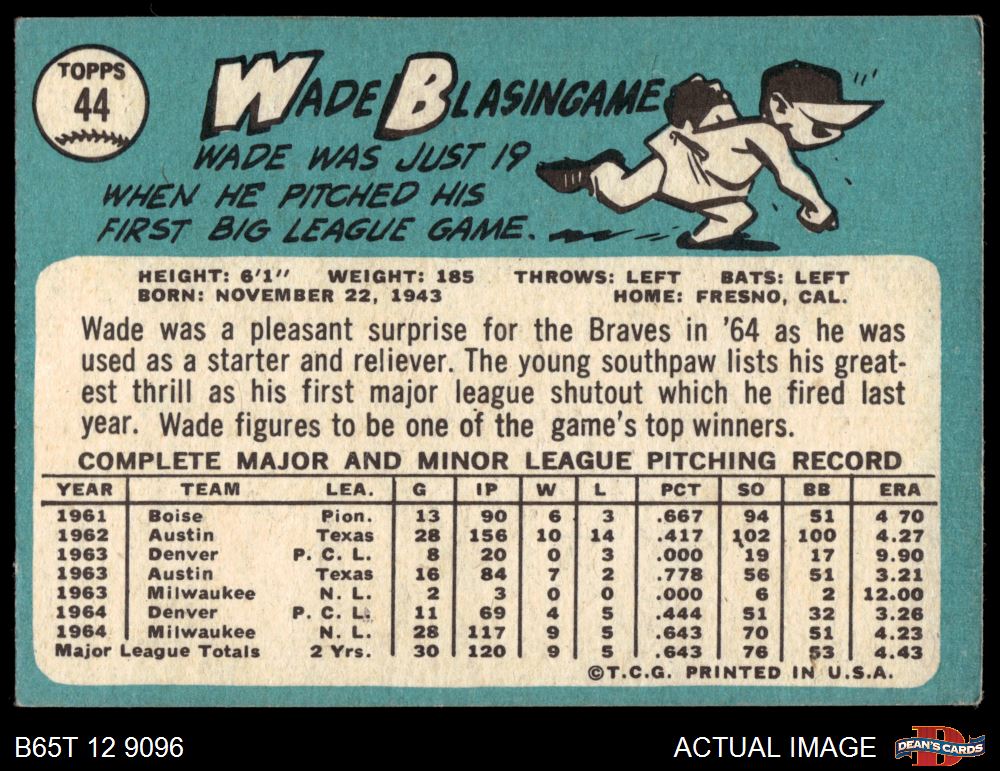 TOPPS
44
WADE BLASINGAME
WADE WAS JUST 19
WHEN HE PITCHED HIS
FIRST BIG LEAGUE GAME.
HEIGHT: 6'1" WEIGHT: 185 THROWS: LEFT BATS: LEFT
BORN: NOVEMBER 22, 1943 HOME: FRESNO, CAL.
Wade was a pleasant surprise for the Braves in '64 as he was
used as a starter and reliever. The young southpaw lists his great-
est thrill as his first major league shutout which he fired last
year. Wade figures to be one of the game's top winners.
COMPLETE MAJOR AND MINOR LEAGUE PITCHING RECORD
YEAR TEAM LEA. G IP W L PCT SO BB ERA
1961 Boise Pion. 13 90 6 3 .667 94 51 4 70
1962 Austin Texas 28 156 10 14 .417 102 100 4.27
1963 Denver P. C. L. 8 20 0 3 .000 19 17 9.90
1963 Austin Texas 16 84 7 2 .778 56 51 3.21
1963 Milwaukee N. L. 2 3 0 0 .000 6 2 12.00
1964 Denver P. C. L. 11 69 4 5 .444 51 32 3.26
1964 Milwaukee N. L. 28 117 9 5 .643 70 51 4.23
Major League Totals 2 Yrs. 30 120 9 5 .643 76 53 4.43
©T.C.G. PRINTED IN U.S.A.
B65T 12 9096 ACTUAL IMAGE DEAN'S CARDS